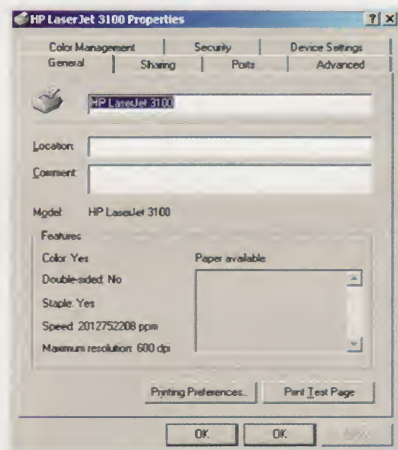 HP LaserJet 3100 Properties
? ×
Color Management Security Device Settings
General Sharing Ports Advanced
HP LaserJet 3100
Location:
Comment:
Model: HP LaserJet 3100
Features
Color: Yes
Paper available:
Double-sided: No
Staple: Yes
Speed: 2012752208 ppm
Maximum resolution: 600 dpi
Printing Preferences...
Print Test Page
OK OK